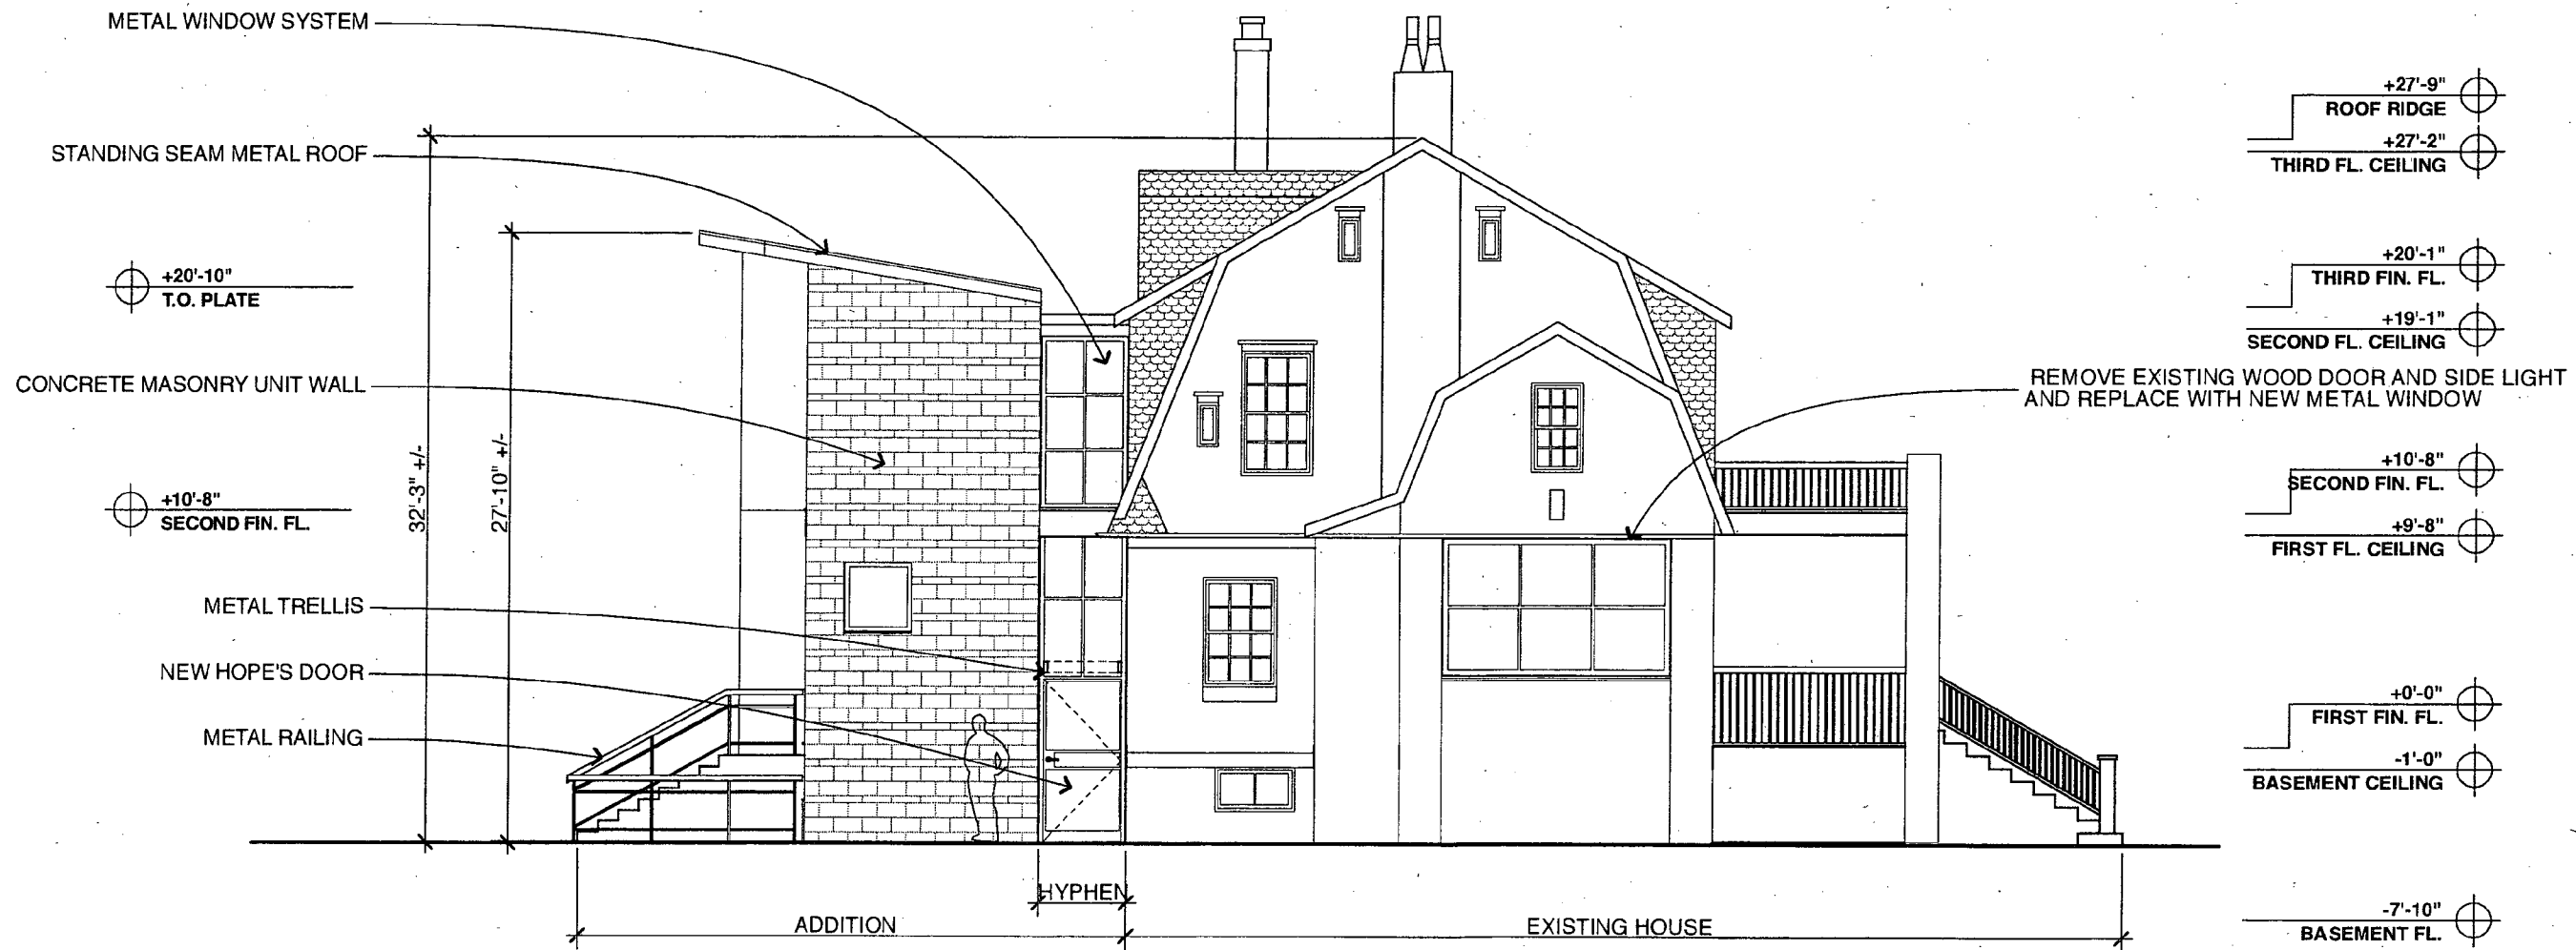 METAL WINDOW SYSTEM
STANDING SEAM METAL ROOF
+20'-10"
T.O. PLATE
CONCRETE MASONRY UNIT WALL
+10'-8"
SECOND FIN. FL.
METAL TRELLIS
NEW HOPE'S DOOR
METAL RAILING
32'-3" +/-
27'-10" +/-
HYPHEN
ADDITION
EXISTING HOUSE
REMOVE EXISTING WOOD DOOR AND SIDE LIGHT
AND REPLACE WITH NEW METAL WINDOW
+27'-9"
ROOF RIDGE
+27'-2"
THIRD FL. CEILING
+20'-1"
THIRD FIN. FL.
+19'-1"
SECOND FL. CEILING
+10'-8"
SECOND FIN. FL.
+9'-8"
FIRST FL. CEILING
+0'-0"
FIRST FIN. FL.
-1'-0"
BASEMENT CEILING
-7'-10"
BASEMENT FL.